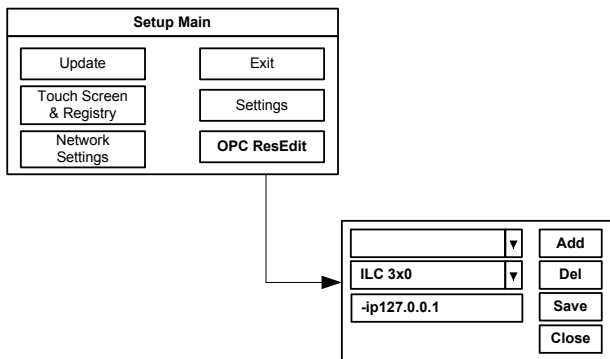 Setup Main
Update
Exit
Touch Screen
& Registry
Settings
Network
Settings
OPC ResEdit
Add
ILC 3x0
Del
-ip127.0.0.1
Save
Close